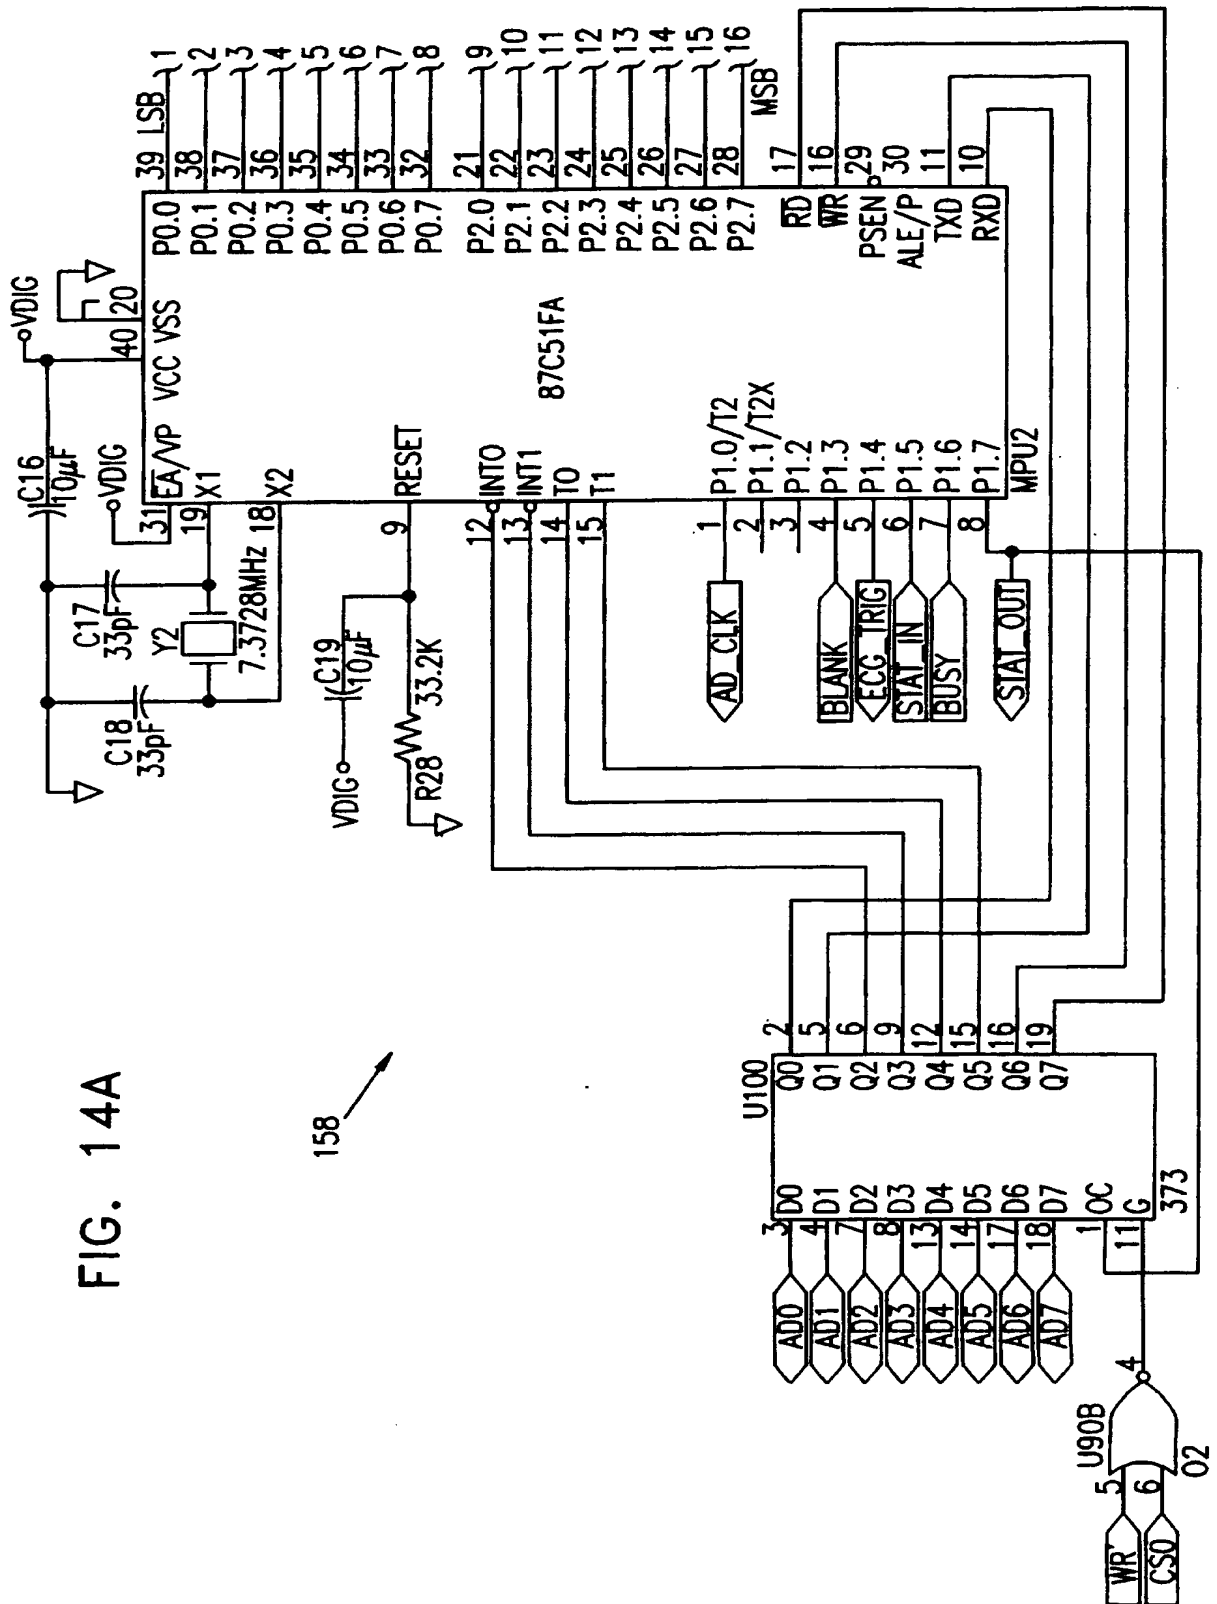 FIG. 14A
158
VDIG
C16
10µF
C17
33pF
C18
33pF
Y2
7.3728MHz
VDIG
31
19
18
40
20
EA/VP
X1
X2
VCC
VSS
VDIG
C19
10µF
R28
33.2K
9
RESET
12
13
14
15
INT0
INT1
T0
T1
87C51FA
P0.0
P0.1
P0.2
P0.3
P0.4
P0.5
P0.6
P0.7
39
38
37
36
35
34
33
32
LSB
1
2
3
4
5
6
7
8
P2.0
P2.1
P2.2
P2.3
P2.4
P2.5
P2.6
P2.7
21
22
23
24
25
26
27
28
9
10
11
12
13
14
15
16
MSB
RD
WR
PSEN
ALE/P
TXD
RXD
17
16
29
30
11
10
P1.0/T2
P1.1/T2X
P1.2
P1.3
P1.4
P1.5
P1.6
P1.7
MPU2
1
2
3
4
5
6
7
8
AD_CLK
BLANK
ECG_TRIG
STAT_IN
BUSY
STAT_OUT
U100
Q0
Q1
Q2
Q3
Q4
Q5
Q6
Q7
2
5
6
9
12
15
16
19
D0
D1
D2
D3
D4
D5
D6
D7
OC
G
373
3
4
7
8
13
14
17
18
1
11
AD0
AD1
AD2
AD3
AD4
AD5
AD6
AD7
U90B
4
5
6
02
WR'
CS0